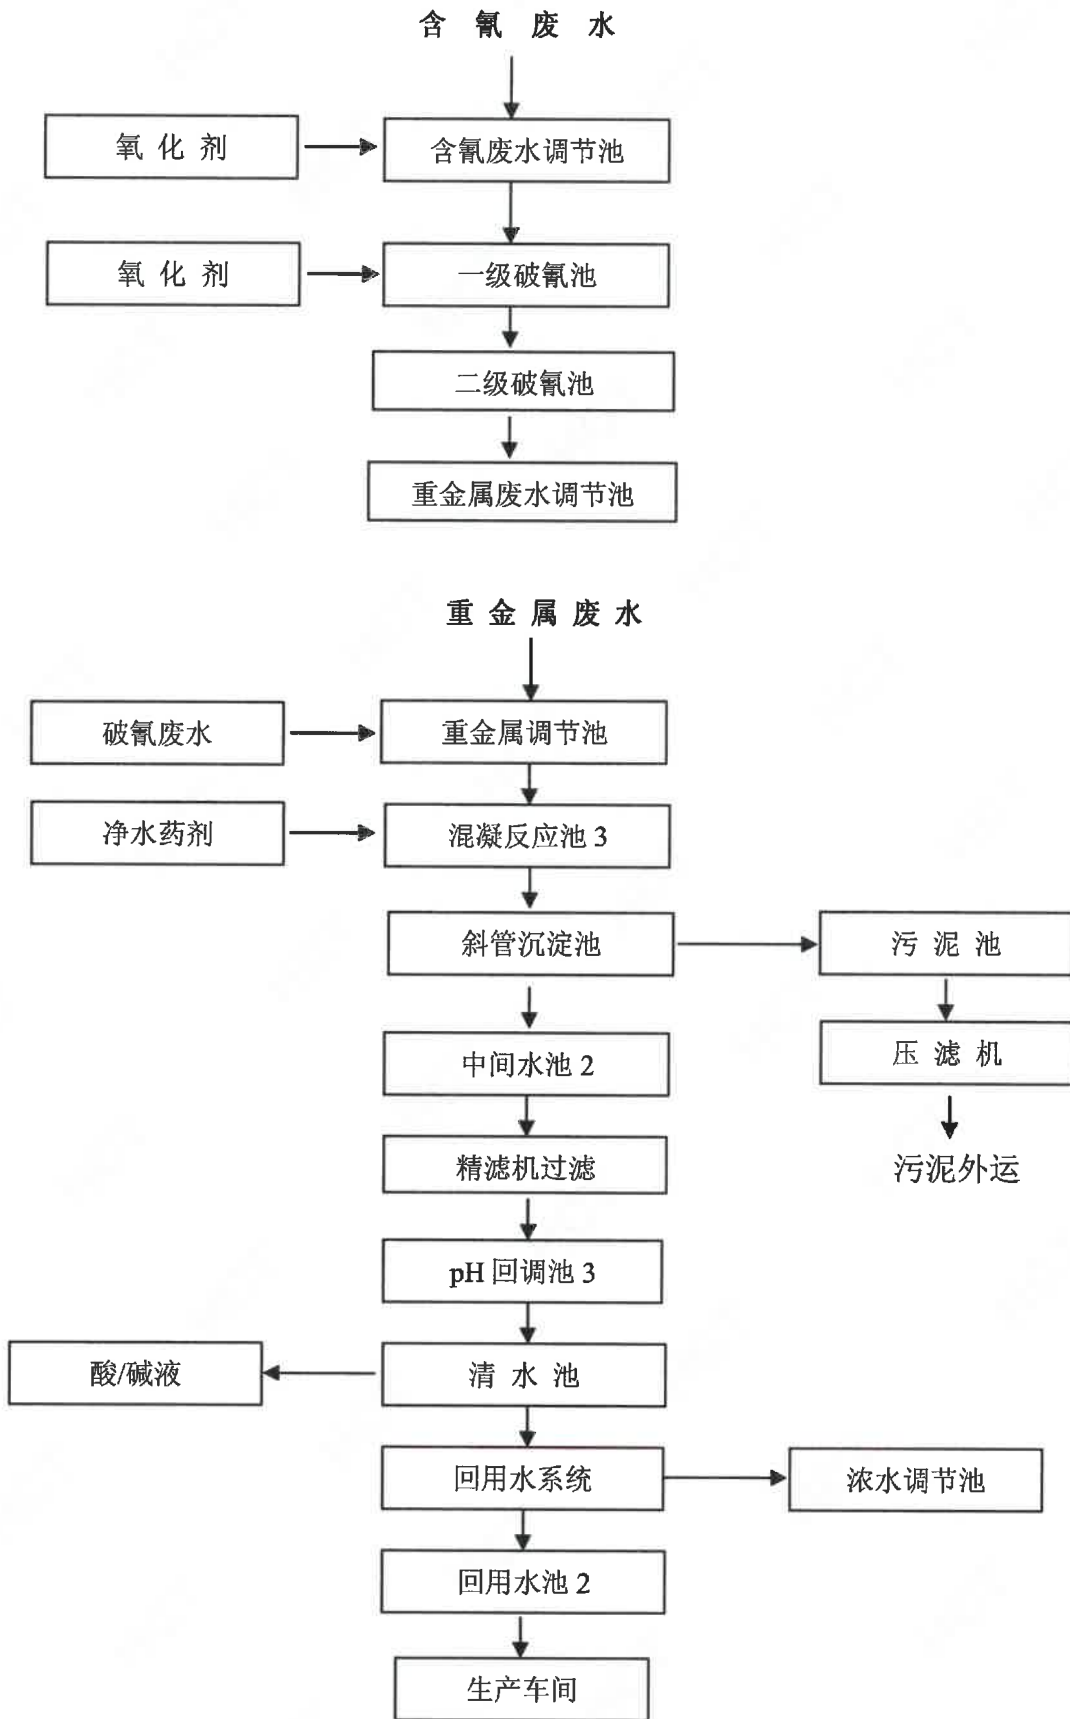 含氰废水
氧化剂
含氰废水调节池
氧化剂
一级破氰池
二级破氰池
重金属废水调节池
重金属废水
破氰废水
重金属调节池
净水药剂
混凝反应池 3
斜管沉淀池
污泥池
中间水池 2
压滤机
精滤机过滤
污泥外运
pH 回调池 3
酸/碱液
清水池
回用水系统
浓水调节池
回用水池 2
生产车间